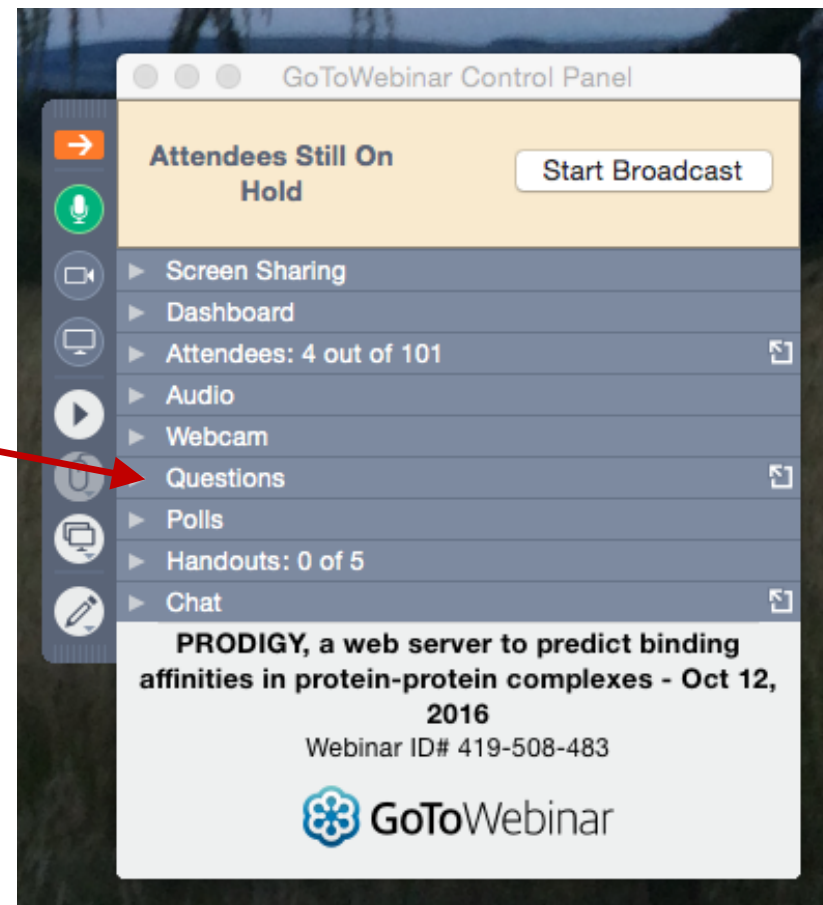 GoToWebinar Control Panel
Attendees Still On
Hold
Start Broadcast
Screen Sharing
Dashboard
Attendees: 4 out of 101
Audio
Webcam
Questions
Polls
Handouts: 0 of 5
Chat
PRODIGY, a web server to predict binding
affinities in protein-protein complexes - Oct 12,
2016
Webinar ID# 419-508-483
GoToWebinar